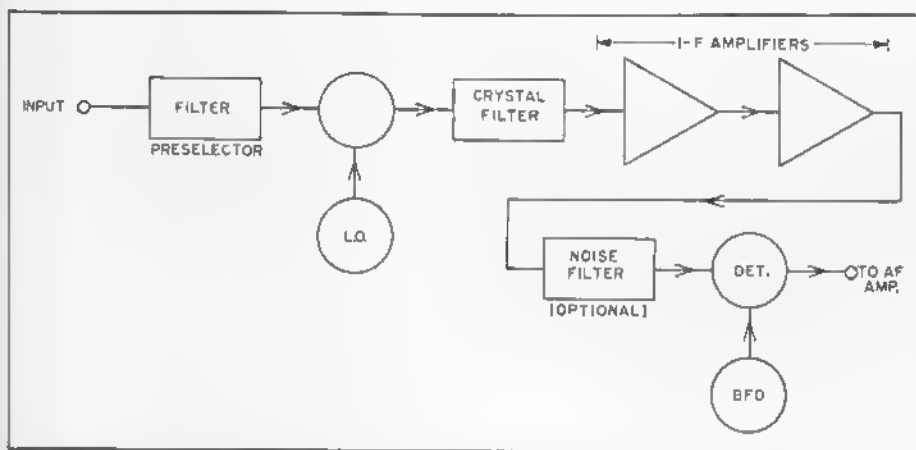 I-F AMPLIFIERS
INPUT
FILTER
PRESELECTOR
CRYSTAL
FILTER
L.O.
NOISE
FILTER
[OPTIONAL]
DET.
TO AF
AMP.
BFO